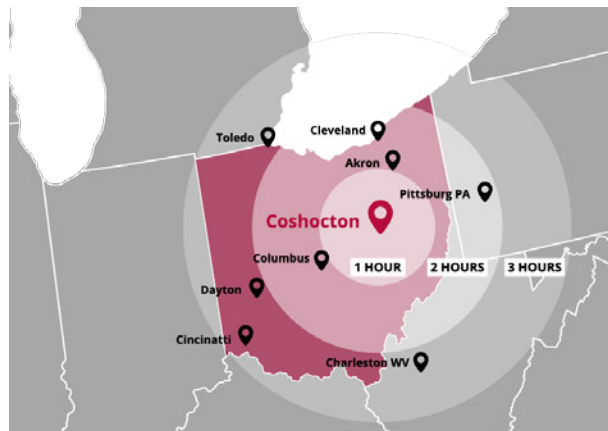 Toledo
Cleveland
Akron
Pittsburg PA
Coshocton
Columbus
1 HOUR
2 HOURS
3 HOURS
Dayton
Cincinatti
Charleston WV